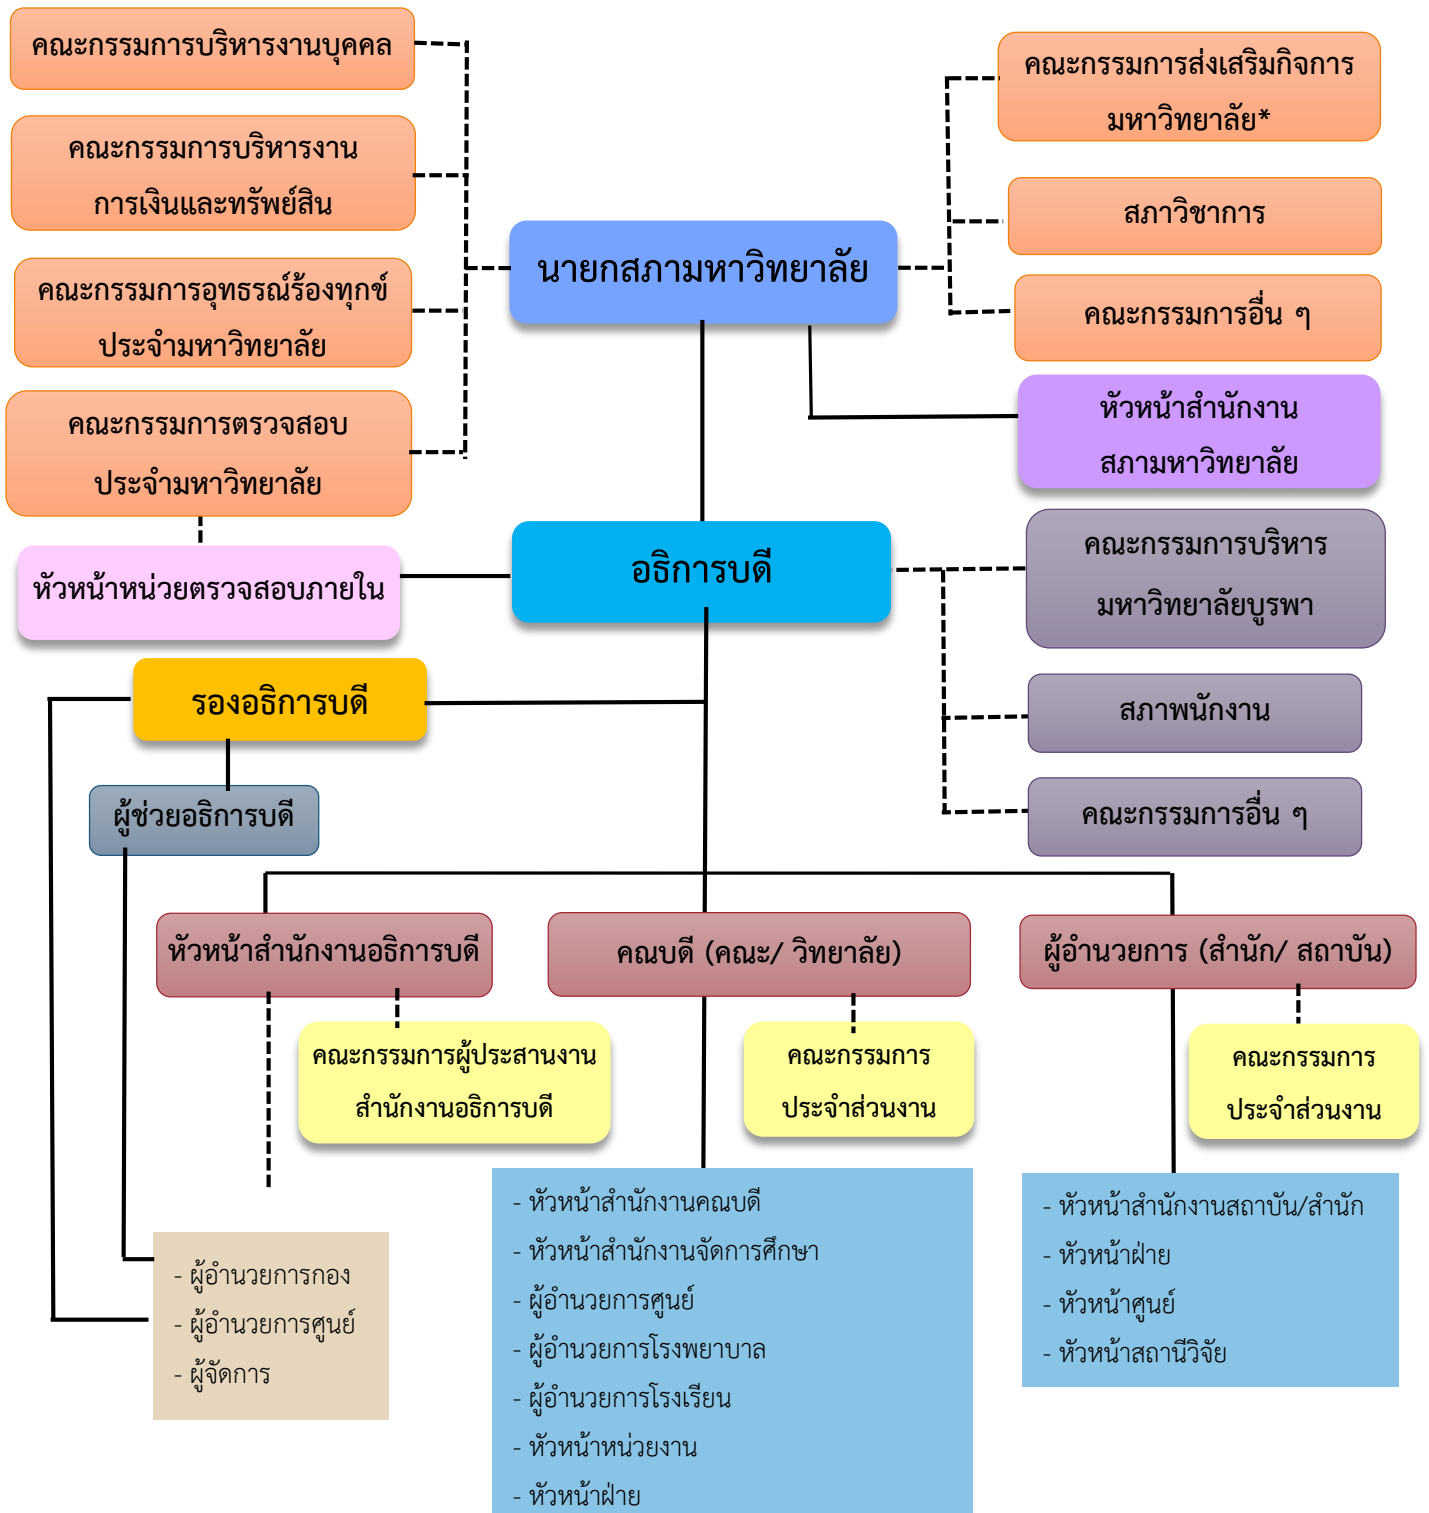 คณะกรรมการบริหารงานบุคคล
คณะกรรมการบริหารงาน
การเงินและทรัพย์สิน
คณะกรรมการอุทธรณ์ร้องทุกข์
ประจำมหาวิทยาลัย
คณะกรรมการตรวจสอบ
ประจำมหาวิทยาลัย
นายกสภามหาวิทยาลัย
คณะกรรมการส่งเสริมกิจการ
มหาวิทยาลัย*
สภาวิชาการ
คณะกรรมการอื่น ๆ
หัวหน้าสำนักงาน
สภามหาวิทยาลัย
หัวหน้าหน่วยตรวจสอบภายใน
อธิการบดี
คณะกรรมการบริหาร
มหาวิทยาลัยบูรพา
สภาพนักงาน
คณะกรรมการอื่น ๆ
รองอธิการบดี
ผู้ช่วยอธิการบดี
หัวหน้าสำนักงานอธิการบดี
คณบดี (คณะ/ วิทยาลัย)
ผู้อำนวยการ (สำนัก/ สถาบัน)
คณะกรรมการผู้ประสานงาน
สำนักงานอธิการบดี
คณะกรรมการ
ประจำส่วนงาน
คณะกรรมการ
ประจำส่วนงาน
- ผู้อำนวยการกอง
- ผู้อำนวยการศูนย์
- ผู้จัดการ
- หัวหน้าสำนักงานคณบดี
- หัวหน้าสำนักงานจัดการศึกษา
- ผู้อำนวยการศูนย์
- ผู้อำนวยการโรงพยาบาล
- ผู้อำนวยการโรงเรียน
- หัวหน้าหน่วยงาน
- หัวหน้าฝ่าย
- หัวหน้าสำนักงานสถาบัน/สำนัก
- หัวหน้าฝ่าย
- หัวหน้าศูนย์
- หัวหน้าสถานีวิจัย